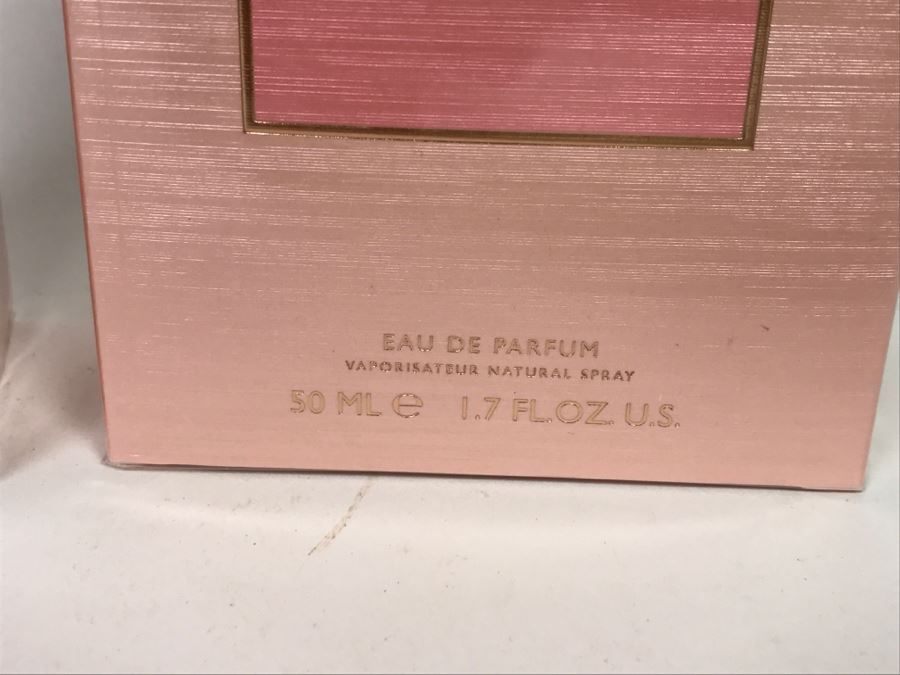 EAU DE PARFUM
VAPORISATEUR NATURAL SPRAY
50 ML ℮ 1.7 FL.OZ. U.S.